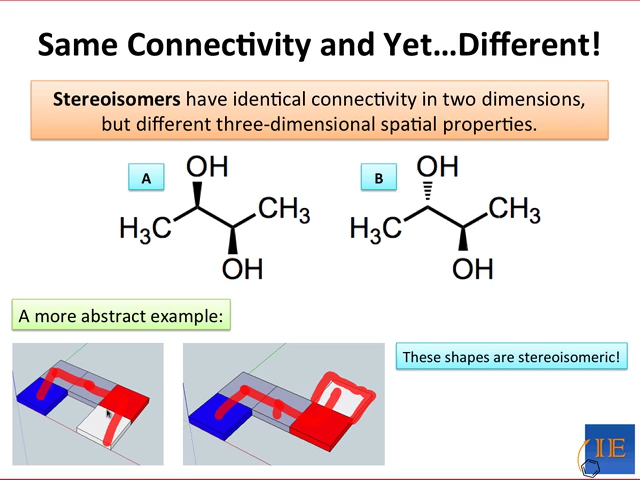 Same Connectivity and Yet…Different!
Stereoisomers have identical connectivity in two dimensions,
but different three-dimensional spatial properties.
A
OH
H3C
CH3
OH
B
OH
H3C
CH3
OH
A more abstract example:
These shapes are stereoisomeric!
IE